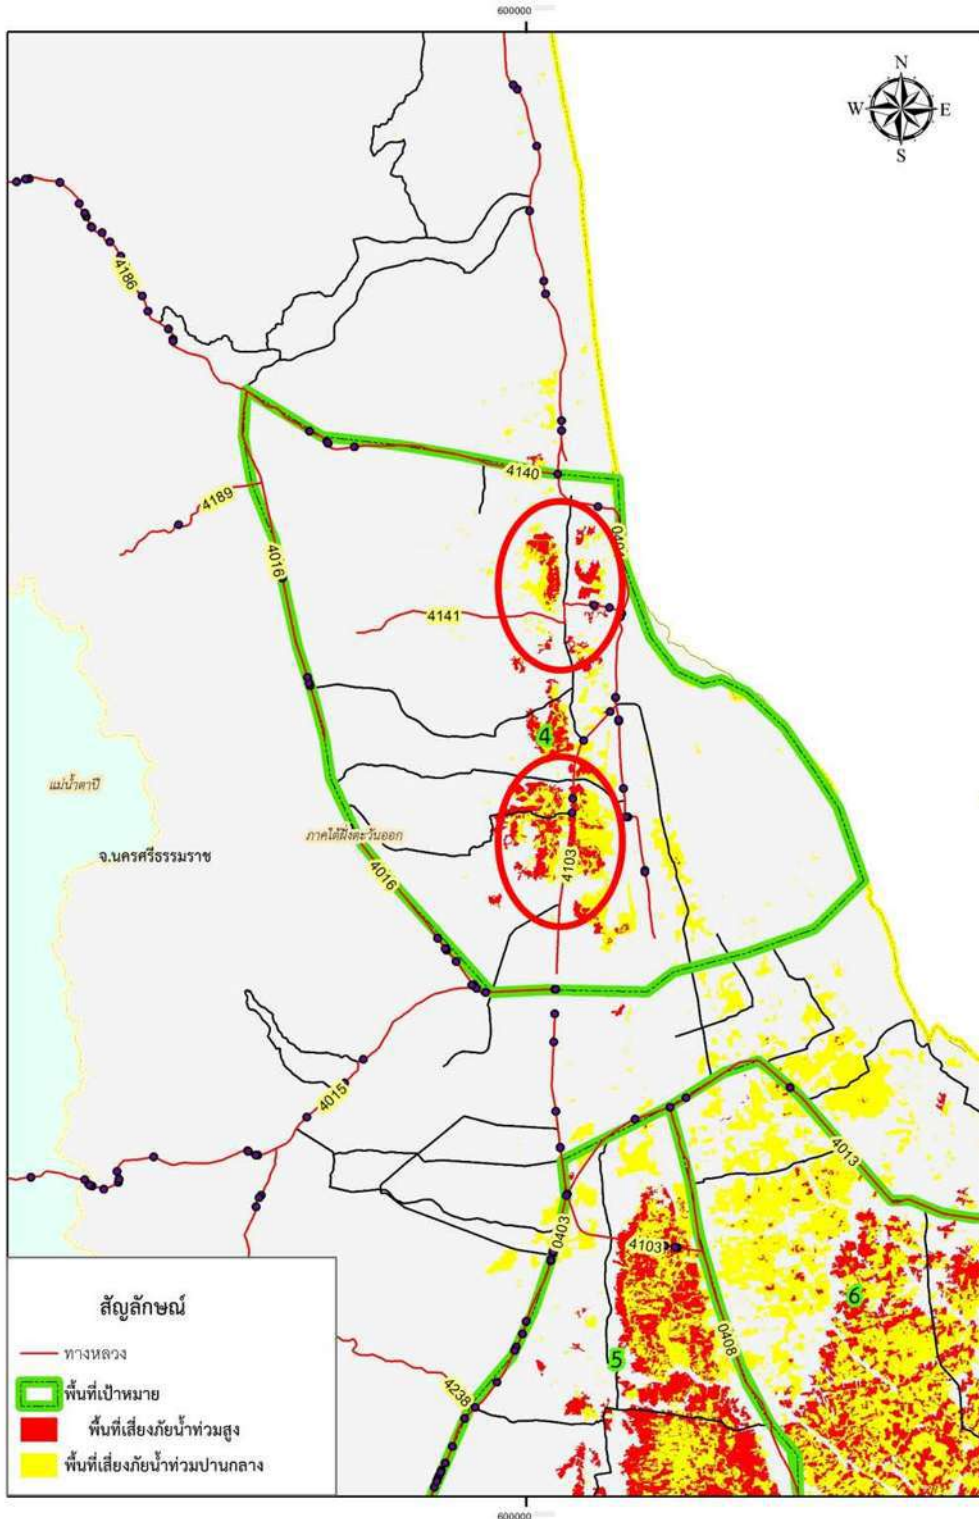 600000
N
W E
S
4186
4140
4189
0401
4016
4141
4
แม่น้ำตาปี
ภาคใต้ฝั่งตะวันออก
จ.นครศรีธรรมราช
4103
4016
4015
4013
0403
4103
6
0408
5
4238
สัญลักษณ์
ทางหลวง
พื้นที่เป้าหมาย
พื้นที่เสี่ยงภัยน้ำท่วมสูง
พื้นที่เสี่ยงภัยน้ำท่วมปานกลาง
600000